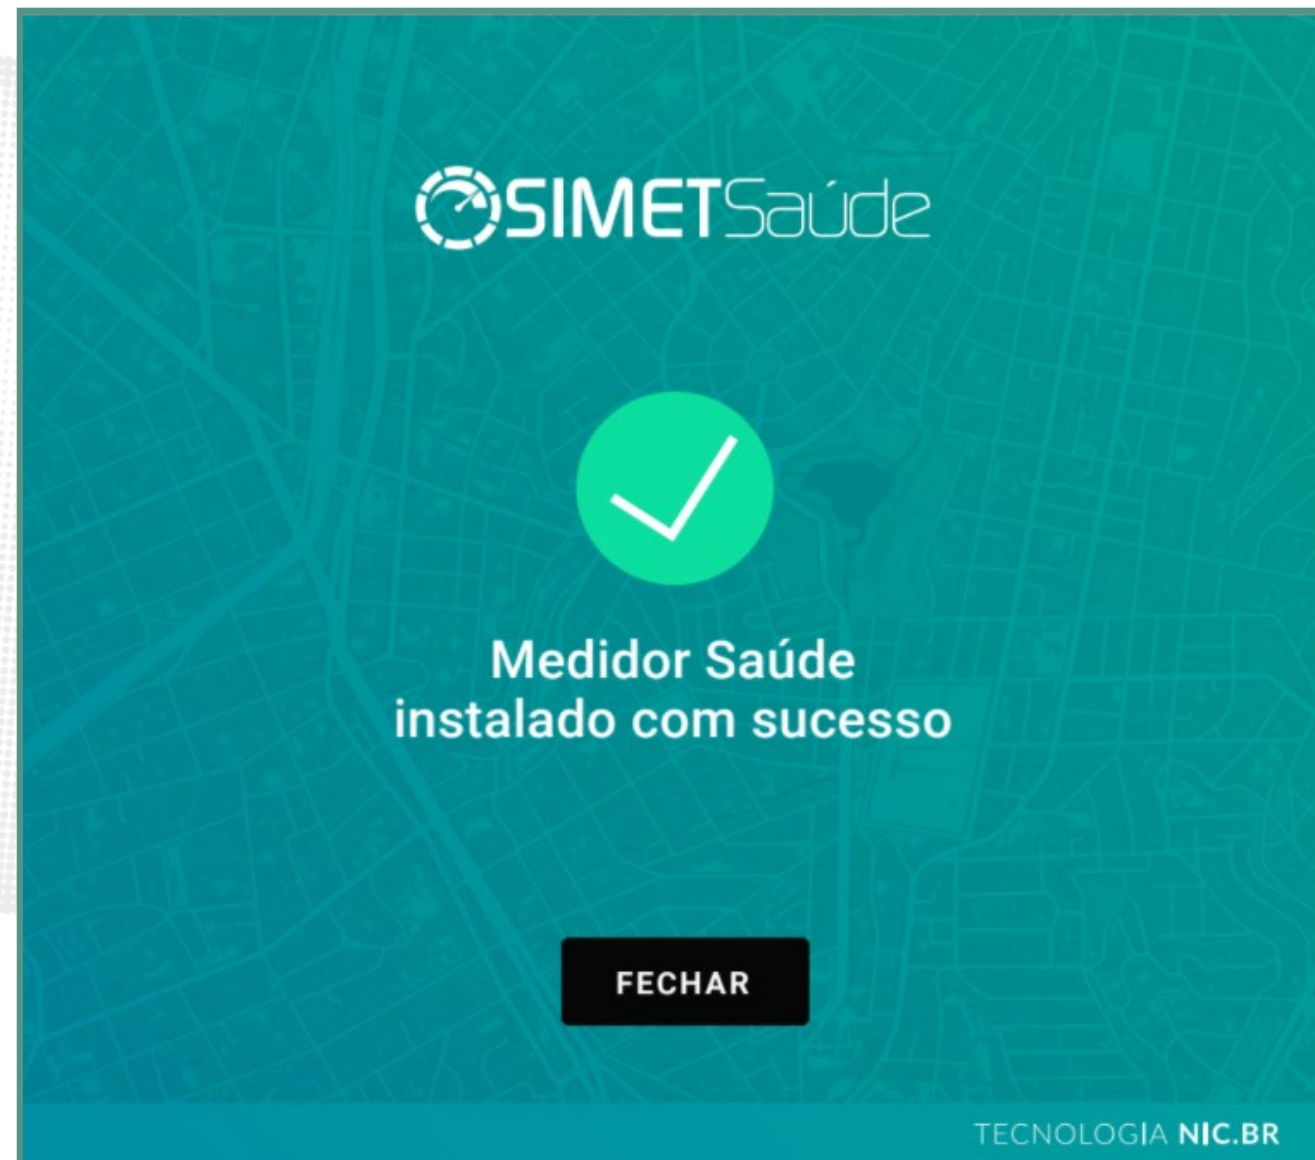 SIMETSaúde
Medidor Saúde
instalado com sucesso
FECHAR
TECNOLOGIA NIC.BR